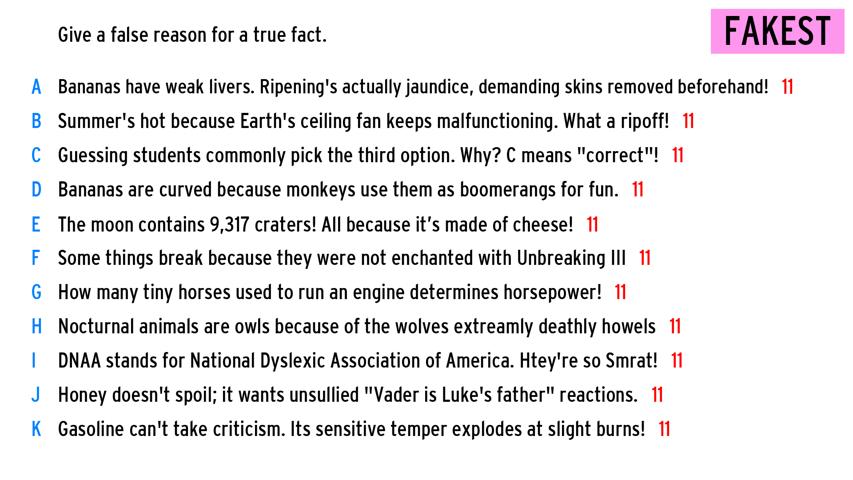 Give a false reason for a true fact.
FAKEST
A Bananas have weak livers. Ripening's actually jaundice, demanding skins removed beforehand! 11
B Summer's hot because Earth's ceiling fan keeps malfunctioning. What a ripoff! 11
C Guessing students commonly pick the third option. Why? C means "correct"! 11
D Bananas are curved because monkeys use them as boomerangs for fun. 11
E The moon contains 9,317 craters! All because it’s made of cheese! 11
F Some things break because they were not enchanted with Unbreaking III 11
G How many tiny horses used to run an engine determines horsepower! 11
H Nocturnal animals are owls because of the wolves extreamly deathly howels 11
I DNAA stands for National Dyslexic Association of America. Htey're so Smrat! 11
J Honey doesn't spoil; it wants unsullied "Vader is Luke's father" reactions. 11
K Gasoline can't take criticism. Its sensitive temper explodes at slight burns! 11